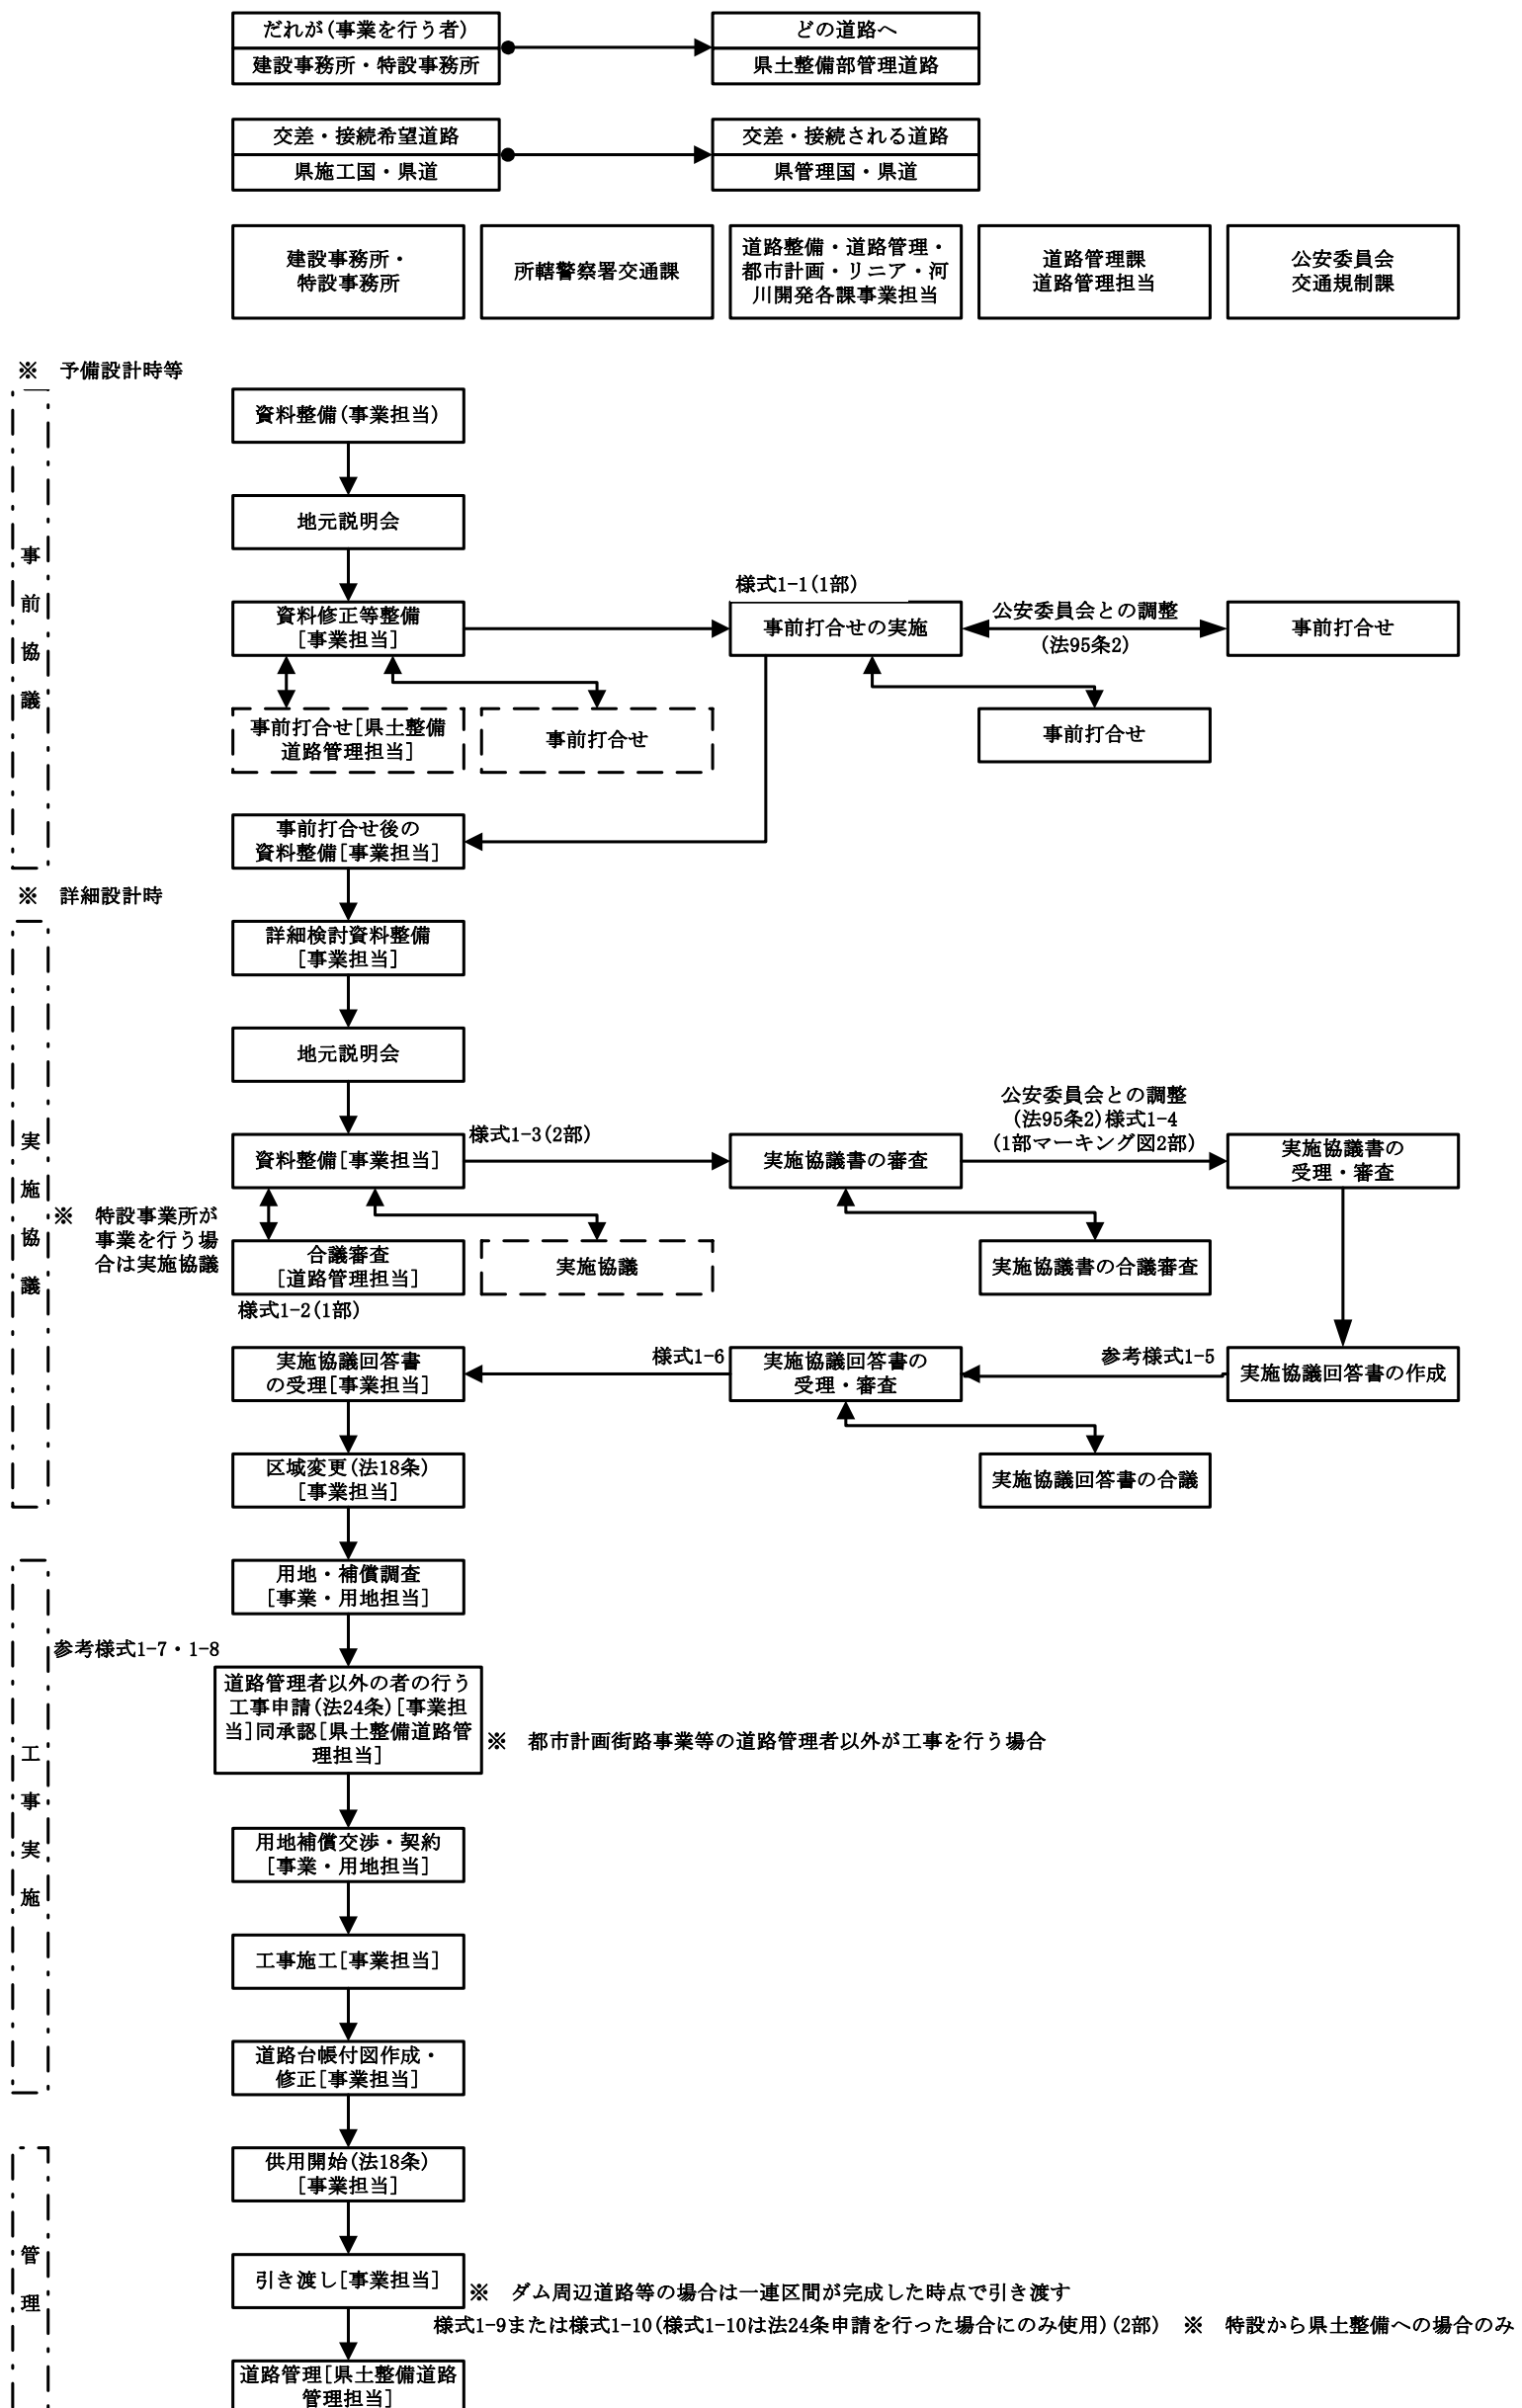 だれが(事業を行う者)
建設事務所・特設事務所
どの道路へ
県土整備部管理道路
交差・接続希望道路
県施工国・県道
交差・接続される道路
県管理国・県道
建設事務所・
特設事務所
所轄警察署交通課
道路整備・道路管理・
都市計画・リニア・河
川開発各課事業担当
道路管理課
道路管理担当
公安委員会
交通規制課
※　予備設計時等
事前協議
資料整備(事業担当)
地元説明会
様式1-1(1部)
資料修正等整備
[事業担当]
事前打合せの実施
公安委員会との調整
(法95条2)
事前打合せ
事前打合せ[県土整備
道路管理担当]
事前打合せ
事前打合せ
事前打合せ後の
資料整備[事業担当]
※　詳細設計時
実施協議
詳細検討資料整備
[事業担当]
地元説明会
資料整備[事業担当]
様式1-3(2部)
実施協議書の審査
公安委員会との調整
(法95条2)様式1-4
(1部マーキング図2部)
実施協議書の
受理・審査
※　特設事業所が
事業を行う場
合は実施協議
合議審査
[道路管理担当]
様式1-2(1部)
実施協議
実施協議書の合議審査
実施協議回答書
の受理[事業担当]
様式1-6
実施協議回答書の
受理・審査
参考様式1-5
実施協議回答書の作成
区域変更(法18条)
[事業担当]
実施協議回答書の合議
工事実施
用地・補償調査
[事業・用地担当]
参考様式1-7・1-8
道路管理者以外の者の行う
工事申請(法24条)[事業担
当]同承認[県土整備道路管
理担当]
※　都市計画街路事業等の道路管理者以外が工事を行う場合
用地補償交渉・契約
[事業・用地担当]
工事施工[事業担当]
道路台帳付図作成・
修正[事業担当]
管理
供用開始(法18条)
[事業担当]
引き渡し[事業担当]
※　ダム周辺道路等の場合は一連区間が完成した時点で引き渡す
様式1-9または様式1-10(様式1-10は法24条申請を行った場合にのみ使用)(2部)　※　特設から県土整備への場合のみ
道路管理[県土整備道路
管理担当]